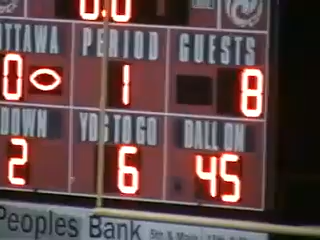 0.0
OTTAWA PERIOD GUESTS
0 1 8
DOWN YDS TO GO BALL ON
2 6 45
Peoples Bank